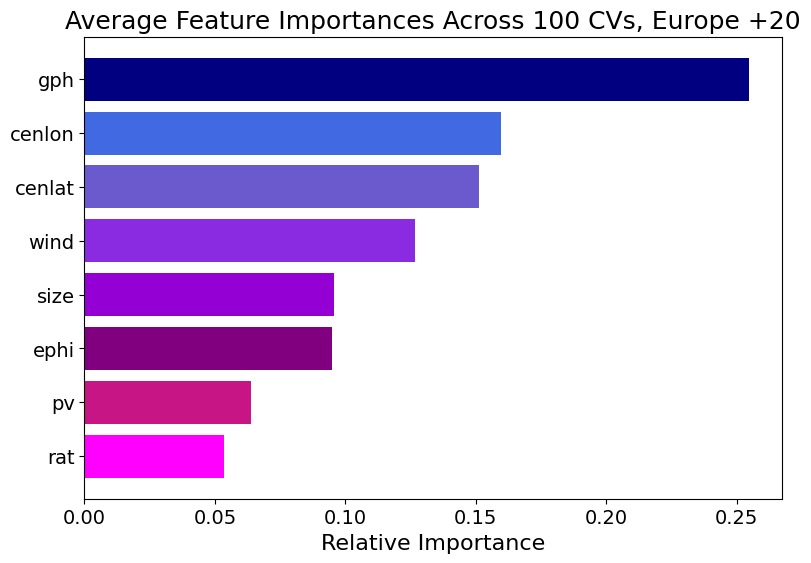 Average Feature Importances Across 100 CVs, Europe +20
gph
cenlon
cenlat
wind
size
ephi
pv
rat
0.00 0.05 0.10 0.15 0.20 0.25
Relative Importance